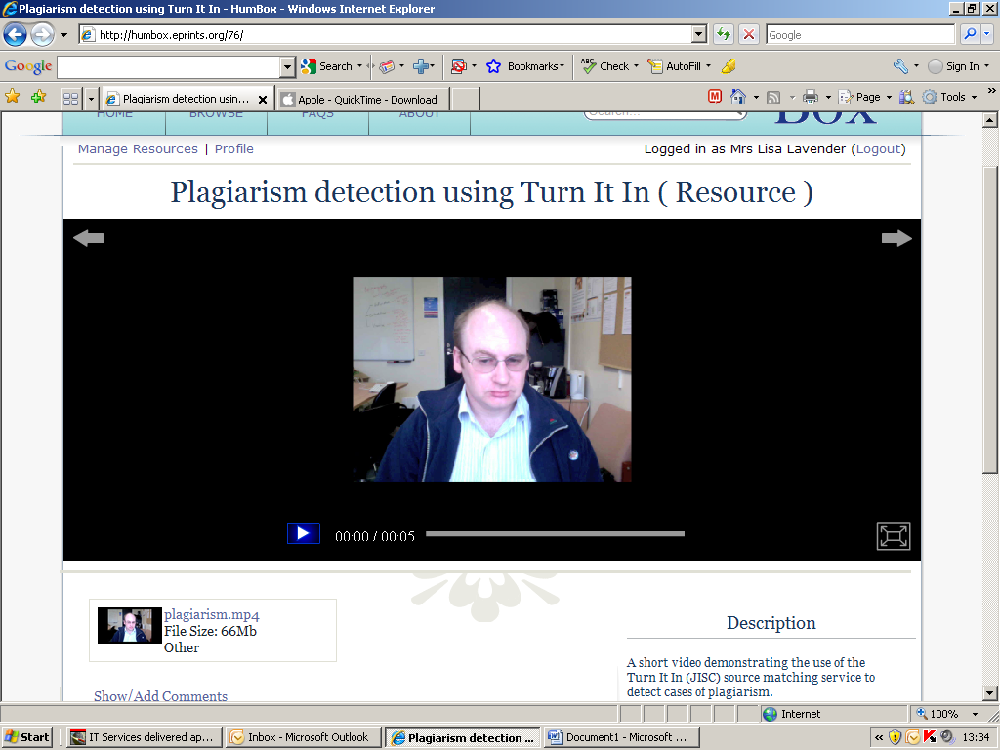 Plagiarism detection using Turn It In - HumBox - Windows Internet Explorer
http://humbox.eprints.org/76/
Google
Google
Search
Bookmarks
ABC
Check
AutoFill
Sign In
Plagiarism detection usin...
Apple - QuickTime - Download
Page
Tools
HOME
BROWSE
FAQS
ABOUT
Search...
BOX
Manage Resources | Profile
Logged in as Mrs Lisa Lavender (Logout)
Plagiarism detection using Turn It In ( Resource )
00:00 / 00:05
plagiarism.mp4
File Size: 66Mb
Other
Show/Add Comments
Description
A short video demonstrating the use of the
Turn It In (JISC) source matching service to
detect cases of plagiarism.
Internet
100%
Start
IT Services delivered ap...
Inbox - Microsoft Outlook
Plagiarism detection ...
Document1 - Microsoft ...
13:34